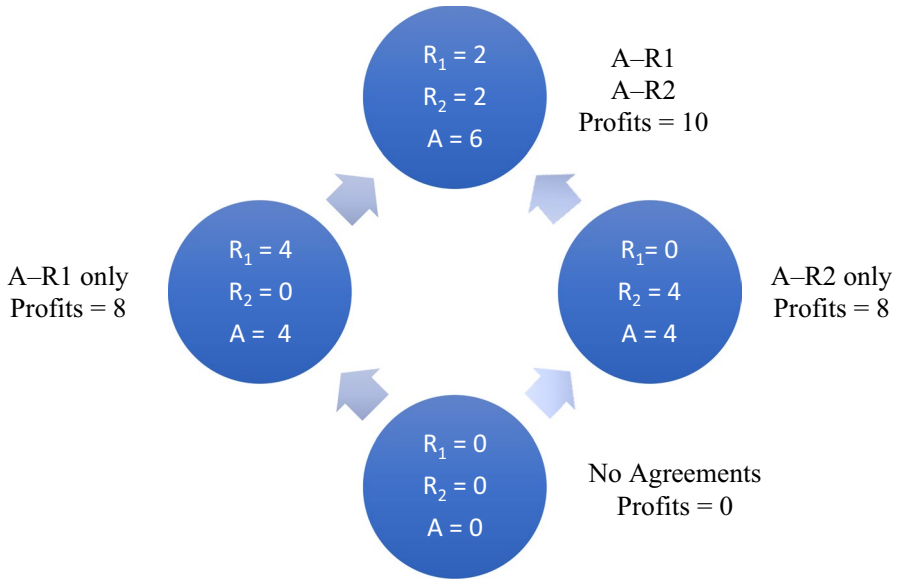 R₁ = 2
R₂ = 2
A = 6
A–R1
A–R2
Profits = 10
A–R1 only
Profits = 8
R₁ = 4
R₂ = 0
A = 4
R₁= 0
R₂ = 4
A = 4
A–R2 only
Profits = 8
R₁ = 0
R₂ = 0
A = 0
No Agreements
Profits = 0